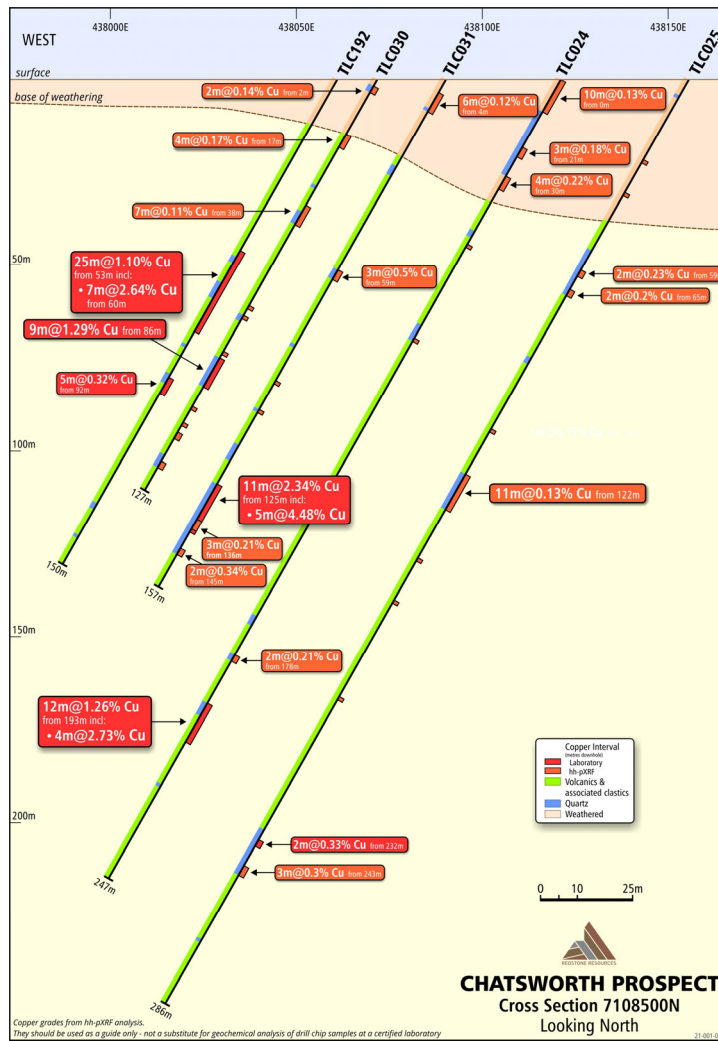 438000E
438050E
438100E
438150E
WEST
TLC192
TLC030
TLC031
TLC024
TLC025
surface
base of weathering
2m@0.14% Cu from 2m
6m@0.12% Cu
from 4m
10m@0.13% Cu
from 0m
4m@0.17% Cu from 17m
3m@0.18% Cu
from 21m
4m@0.22% Cu
from 30m
7m@0.11% Cu from 38m
50m
25m@1.10% Cu
from 53m incl:
• 7m@2.64% Cu
from 60m
3m@0.5% Cu
from 59m
2m@0.23% Cu
2m@0.2% Cu from 65m
9m@1.29% Cu from 86m
5m@0.32% Cu
from 92m
100m
127m
11m@2.34% Cu
from 125m incl:
• 5m@4.48% Cu
11m@0.13% Cu from 122m
3m@0.21% Cu
from 136m
2m@0.34% Cu
from 145m
150m
157m
150m
2m@0.21% Cu
from 178m
12m@1.26% Cu
from 193m incl:
• 4m@2.73% Cu
Copper Interval
(metres downhole)
Laboratory
hh-pXRF
Volcanics &
associated clastics
Quartz
Weathered
200m
2m@0.33% Cu from 232m
3m@0.3% Cu from 243m
247m
0 10 25m
REDSTONE RESOURCES
286m
CHATSWORTH PROSPECT
Cross Section 7108500N
Looking North
Copper grades from hh-pXRF analysis.
They should be used as a guide only - not a substitute for geochemical analysis of drill chip samples at a certified laboratory